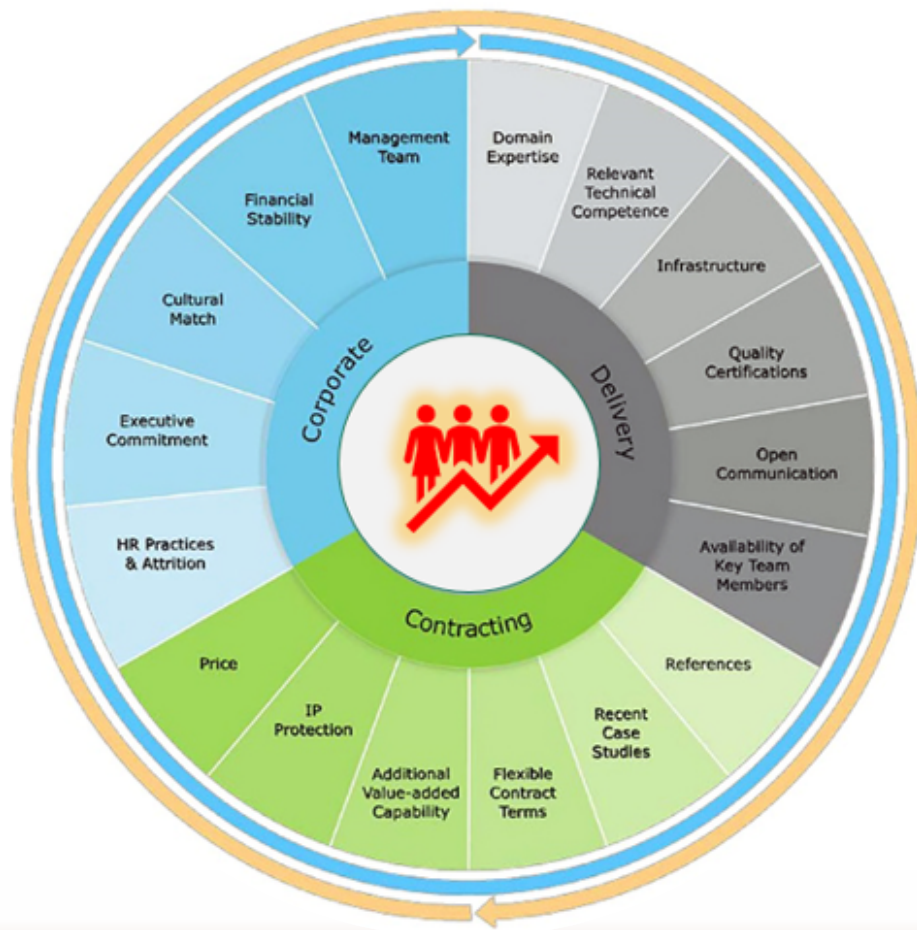 Management
Team
Financial
Stability
Cultural
Match
Executive
Commitment
HR Practices
& Attrition
Corporate
Domain
Expertise
Relevant
Technical
Competence
Infrastructure
Quality
Certifications
Open
Communication
Availability of
Key Team
Members
Delivery
References
Recent
Case
Studies
Flexible
Contract
Terms
Additional
Value-added
Capability
IP
Protection
Price
Contracting